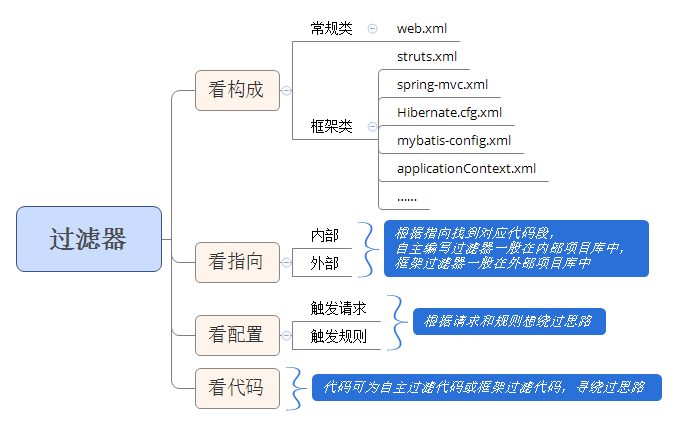 过滤器
看构成
常规类
web.xml
框架类
struts.xml
spring-mvc.xml
Hibernate.cfg.xml
mybatis-config.xml
applicationContext.xml
......
看指向
内部
外部
根据指向找到对应代码段，
自主编写过滤器一般在内部项目库中，
框架过滤器一般在外部项目库中
看配置
触发请求
触发规则
根据请求和规则想绕过思路
看代码
代码可为自主过滤代码或框架过滤代码，寻绕过思路